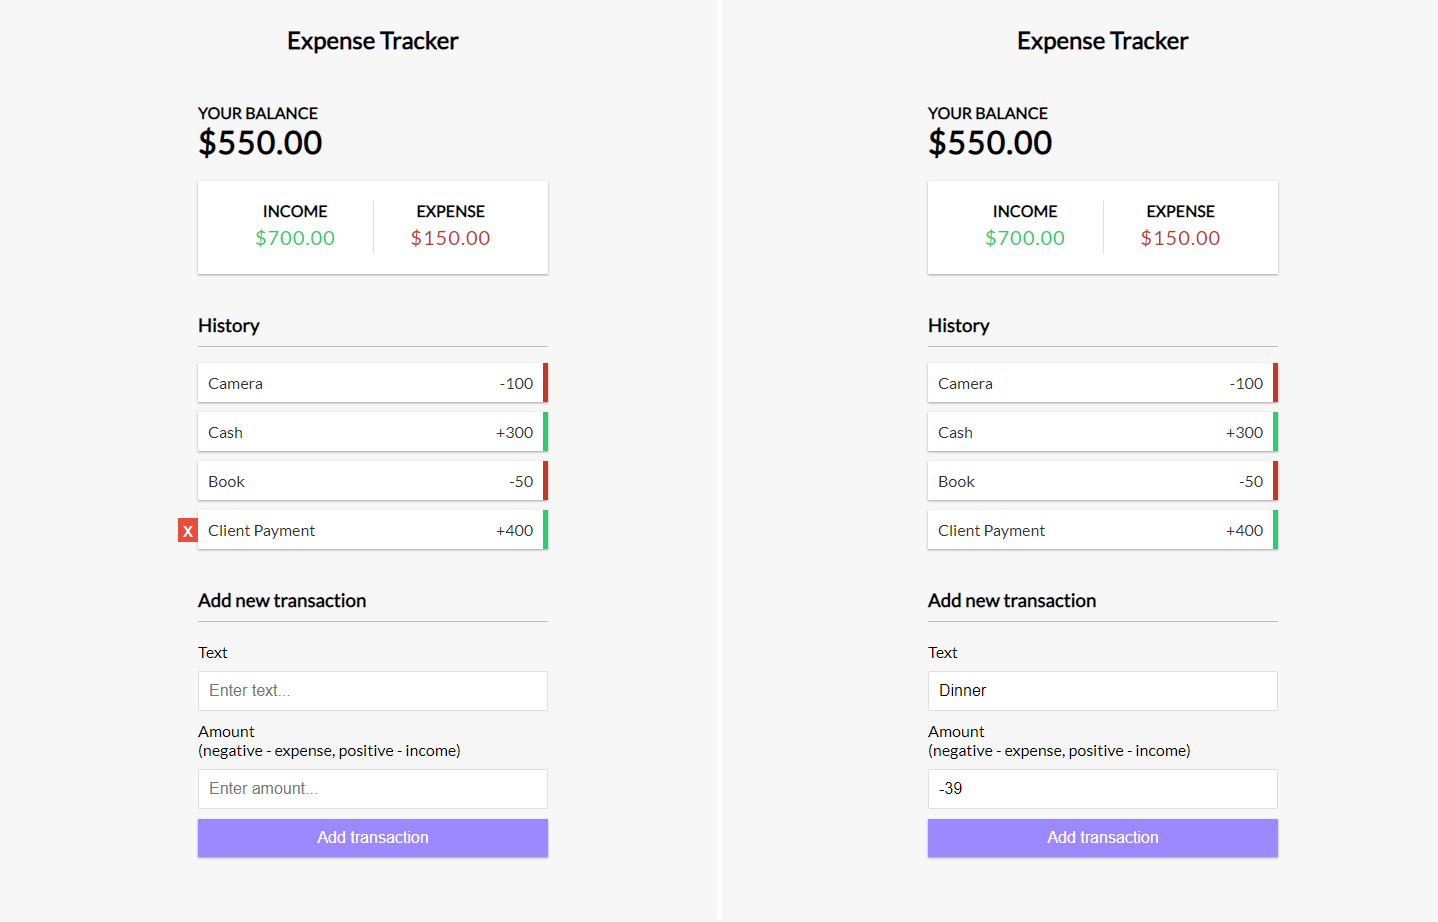 Expense Tracker
YOUR BALANCE
$550.00
INCOME
$700.00
EXPENSE
$150.00
History
Camera -100
Cash +300
Book -50
X Client Payment +400
Add new transaction
Text
Enter text...
Amount
(negative - expense, positive - income)
Enter amount...
Add transaction
Expense Tracker
YOUR BALANCE
$550.00
INCOME
$700.00
EXPENSE
$150.00
History
Camera -100
Cash +300
Book -50
Client Payment +400
Add new transaction
Text
Dinner
Amount
(negative - expense, positive - income)
-39
Add transaction